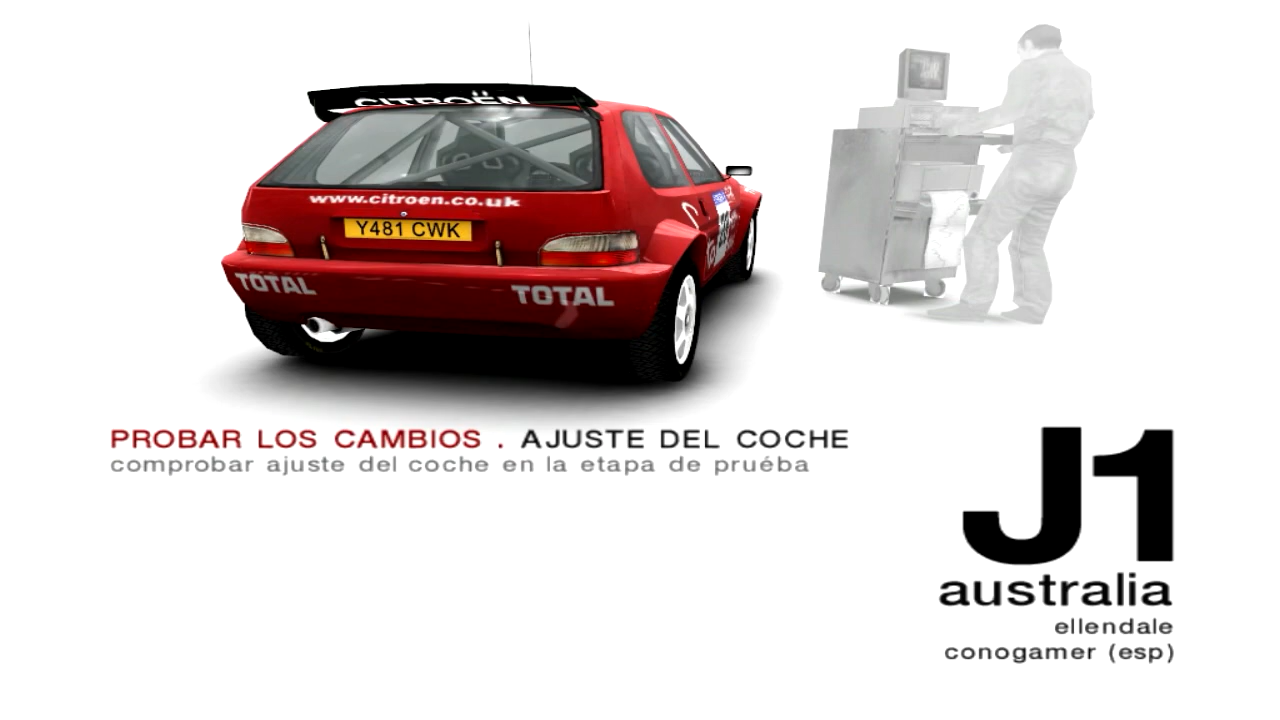 CITROËN
www.citroen.co.uk
Y481 CWK
TOTAL TOTAL
PROBAR LOS CAMBIOS . AJUSTE DEL COCHE
comprobar ajuste del coche en la etapa de pruéba
J1
australia
ellendale
conogamer (esp)